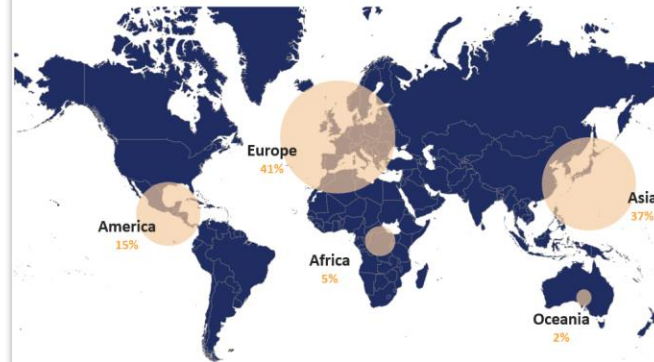 Europe
41%
Asia
37%
America
15%
Africa
5%
Oceania
2%